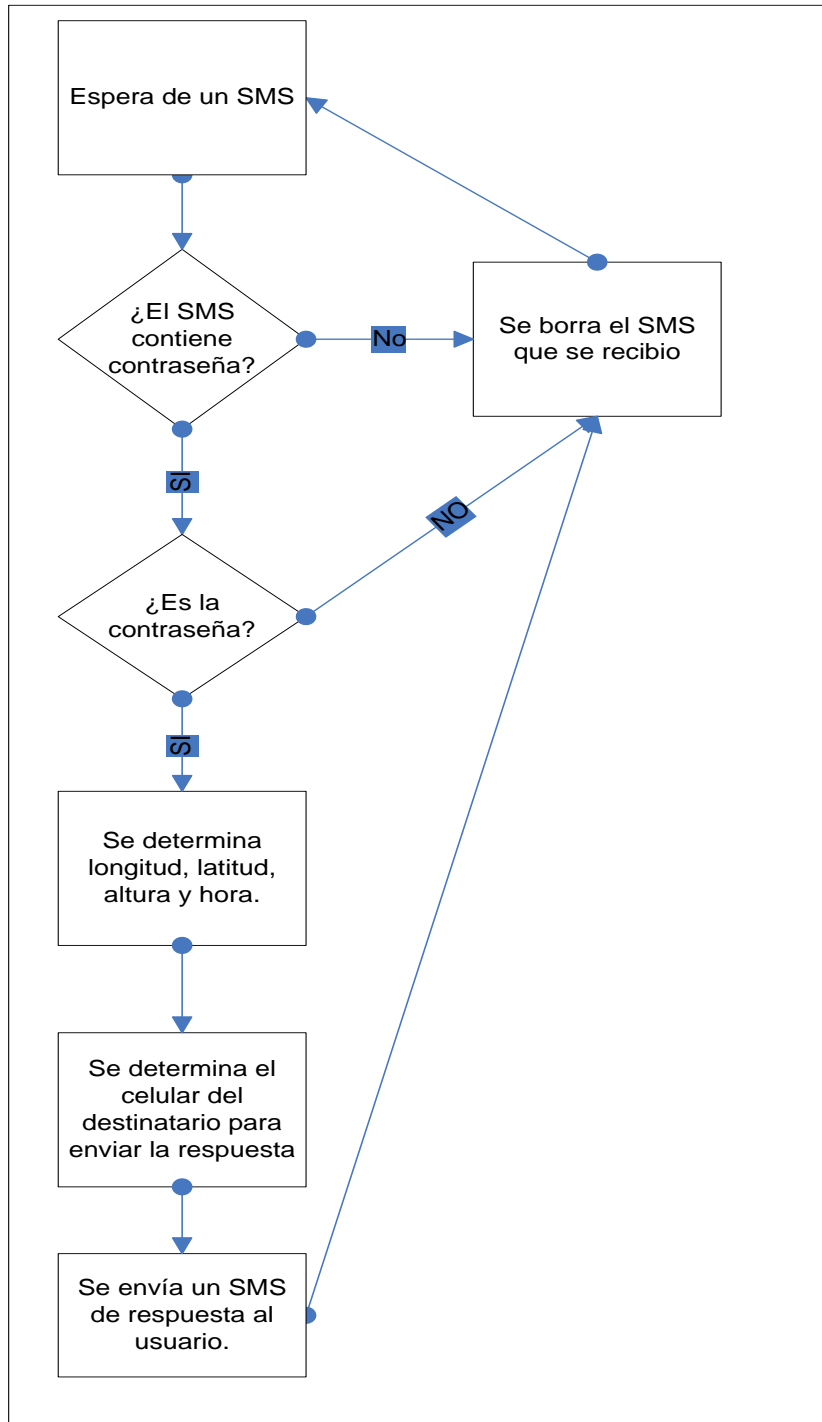 Espera de un SMS
¿El SMS
contiene
contraseña?
No
Se borra el SMS
que se recibio
SI
¿Es la
contraseña?
NO
SI
Se determina
longitud, latitud,
altura y hora.
Se determina el
celular del
destinatario para
enviar la respuesta
Se envía un SMS
de respuesta al
usuario.